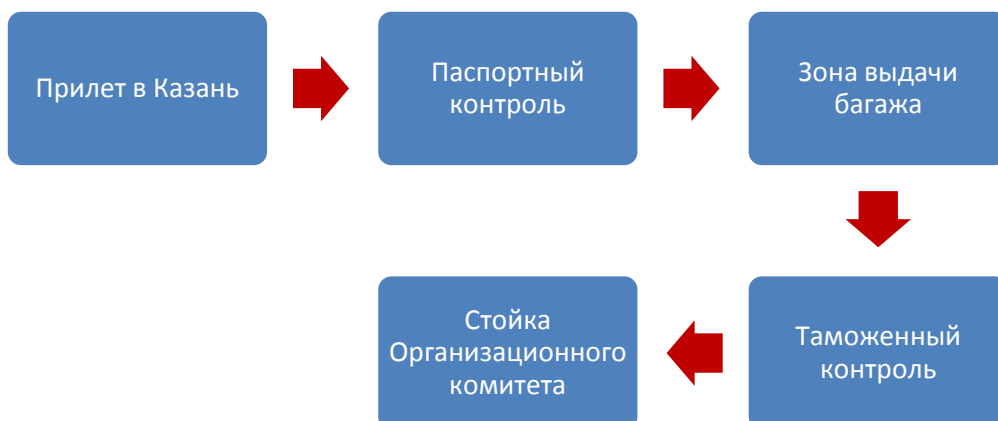 Прилет в Казань
Паспортный
контроль
Зона выдачи
багажа
Таможенный
контроль
Стойка
Организационного
комитета